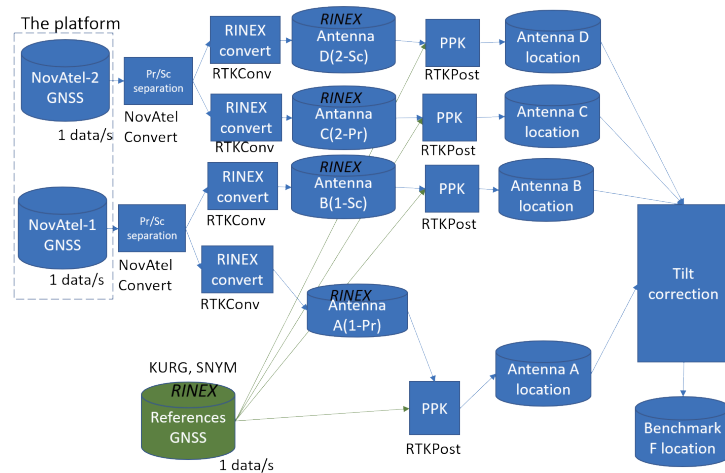 The platform
NovAtel-2
GNSS
1 data/s
Pr/Sc
separation
NovAtel
Convert
RINEX
convert
RTKConv
RINEX
Antenna
D(2-Sc)
PPK
RTKPost
Antenna D
location
RINEX
convert
RTKConv
RINEX
Antanna
C(2-Pr)
PPK
RTKPost
Antenna C
location
NovAtel-1
GNSS
1 data/s
Pr/Sc
separation
NovAtel
Convert
RINEX
convert
RTKConv
RINEX
Antenna
B(1-Sc)
PPK
RTKPost
Antenna B
location
RINEX
convert
RTKConv
RINEX
Antenna
A(1-Pr)
PPK
RTKPost
Antenna A
location
KURG, SNYM
RINEX
References
GNSS
1 data/s
Tilt
correction
Benchmark
F location